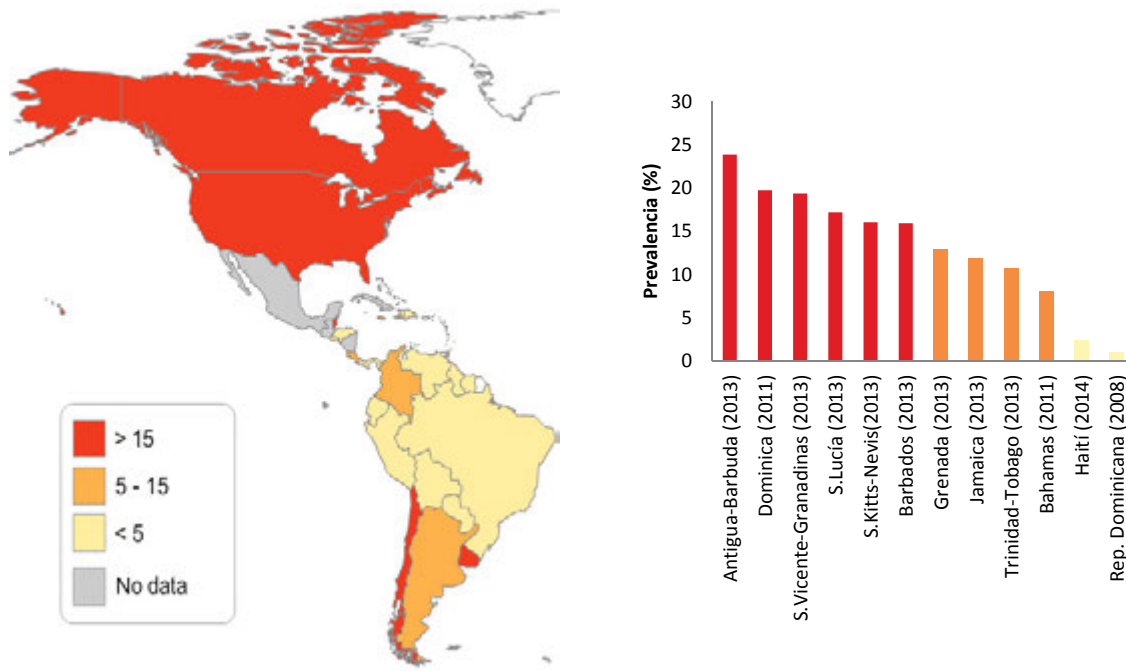 > 15
5 - 15
< 5
No data
Prevalencia (%)
30
25
20
15
10
5
0
Antigua-Barbuda (2013)
Dominica (2011)
S.Vicente-Granadinas (2013)
S.Lucía (2013)
S.Kitts-Nevis(2013)
Barbados (2013)
Grenada (2013)
Jamaica (2013)
Trinidad-Tobago (2013)
Bahamas (2011)
Haití (2014)
Rep. Dominicana (2008)